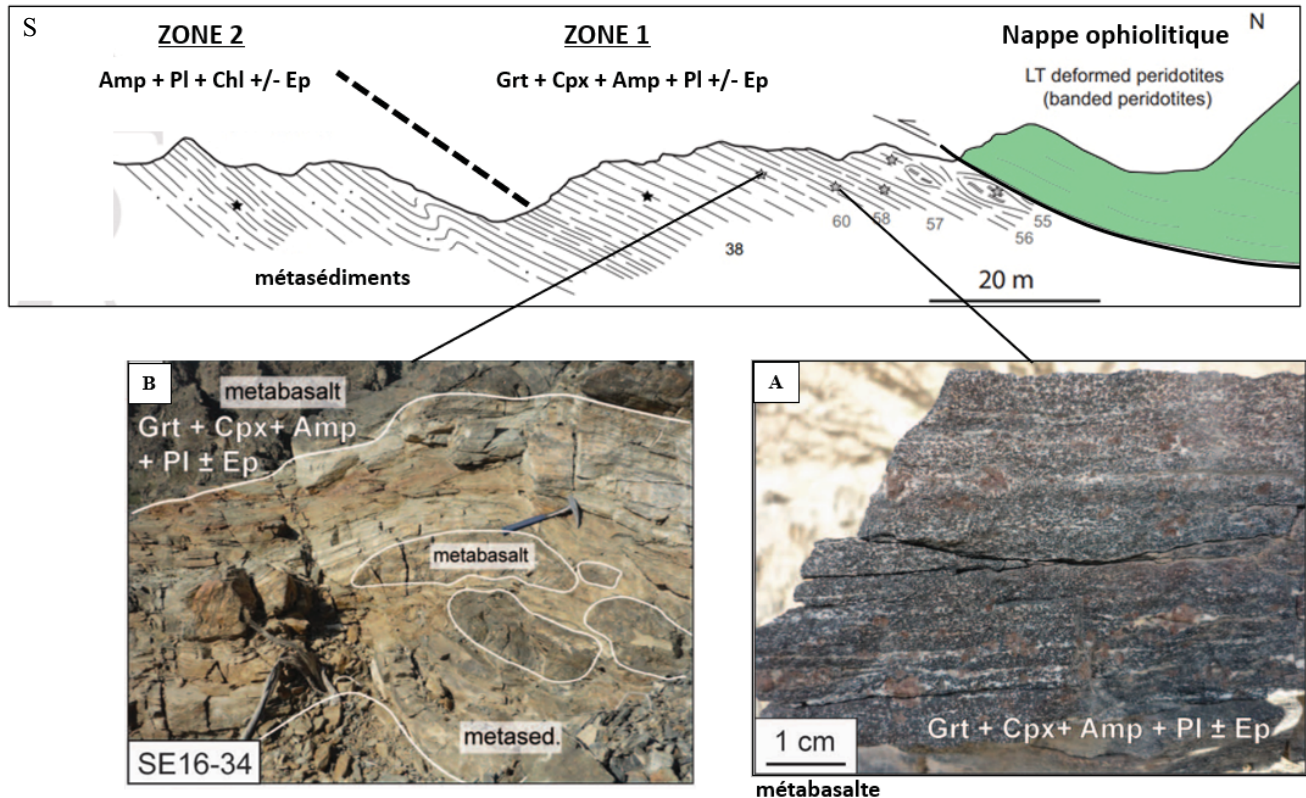 S
ZONE 2
ZONE 1
Nappe ophiolitique
N
Amp + Pl + Chl +/- Ep
Grt + Cpx + Amp + Pl +/- Ep
LT deformed peridotites
(banded peridotites)
métasédiments
38
60
58
57
56
55
20 m
B
metabasalt
Grt + Cpx+ Amp
+ Pl ± Ep
metabasalt
metased.
SE16-34
A
Grt + Cpx+ Amp + Pl ± Ep
1 cm
métabasalte